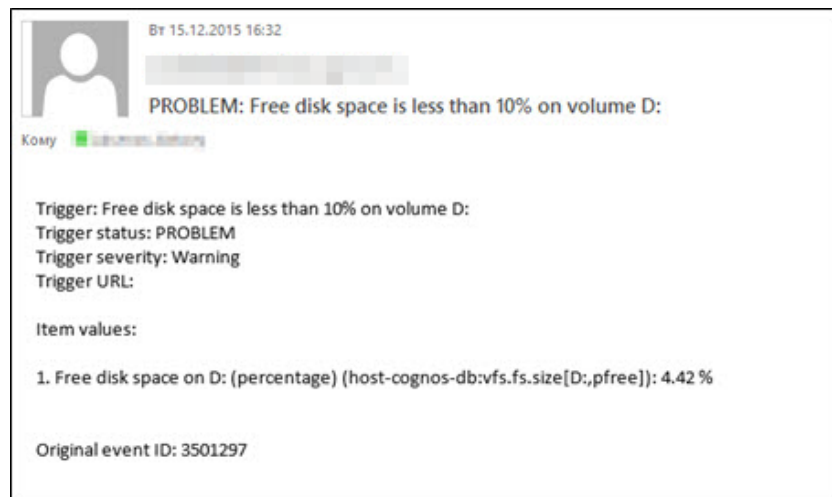 Вт 15.12.2015 16:32
PROBLEM: Free disk space is less than 10% on volume D:
Кому
Trigger: Free disk space is less than 10% on volume D:
Trigger status: PROBLEM
Trigger severity: Warning
Trigger URL:
Item values:
1. Free disk space on D: (percentage) (host-cognos-db:vfs.fs.size[D:,pfree]): 4.42 %
Original event ID: 3501297